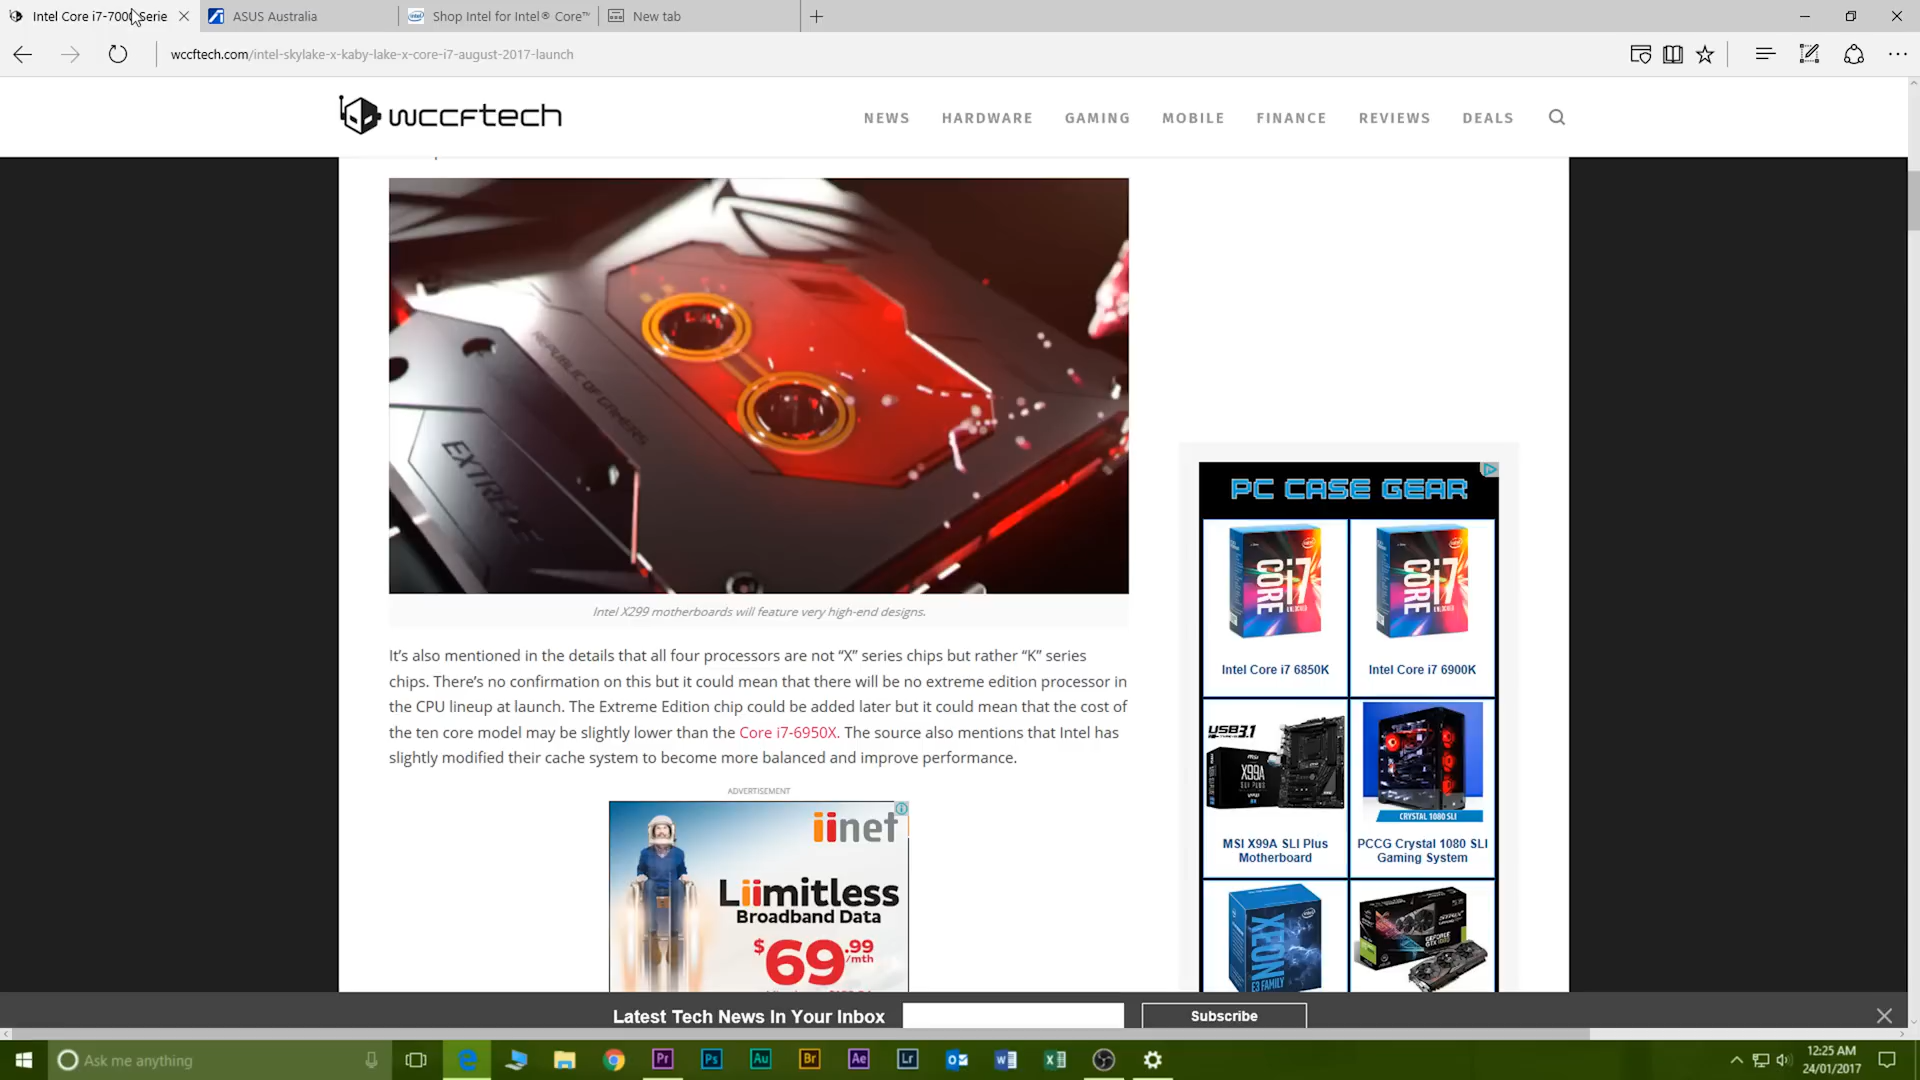 Intel Core i7-7000 Serie
ASUS Australia
Shop Intel for Intel® Core™
New tab
wccftech.com/intel-skylake-x-kaby-lake-x-core-i7-august-2017-launch
wccftech
NEWS
HARDWARE
GAMING
MOBILE
FINANCE
REVIEWS
DEALS
REPUBLIC OF GAMERS
EXTREME
Intel X299 motherboards will feature very high-end designs.
It's also mentioned in the details that all four processors are not “X” series chips but rather “K” series
chips. There's no confirmation on this but it could mean that there will be no extreme edition processor in
the CPU lineup at launch. The Extreme Edition chip could be added later but it could mean that the cost of
the ten core model may be slightly lower than the Core i7-6950X. The source also mentions that Intel has
slightly modified their cache system to become more balanced and improve performance.
ADVERTISEMENT
iinet
Liimitless
Broadband Data
$69.99
/mth
PC CASE GEAR
CORE i7
CORE i7
Intel Core i7 6850K
Intel Core i7 6900K
USB3.1
X99A
CRYSTAL 1080 SLI
MSI X99A SLI Plus
Motherboard
PCCG Crystal 1080 SLI
Gaming System
XEON
E3 FAMILY
Latest Tech News In Your Inbox
Subscribe
Ask me anything
Pr
Ps
Au
Br
Ae
Lr
12:25 AM
24/01/2017